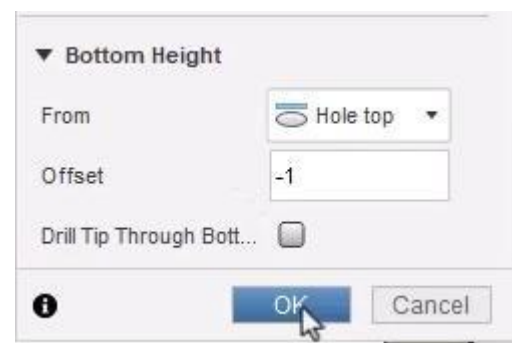 ▼ Bottom Height
From Hole top
Offset -1
Drill Tip Through Bott...
OK Cancel